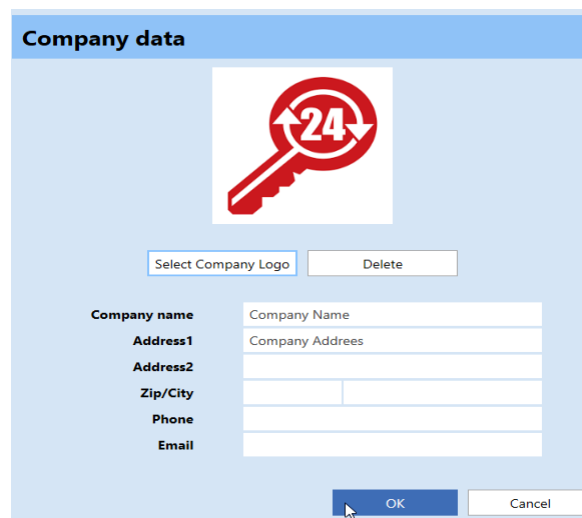 Company data
24
Select Company Logo Delete
Company name Company Name
Address1 Company Addrees
Address2
Zip/City
Phone
Email
OK Cancel